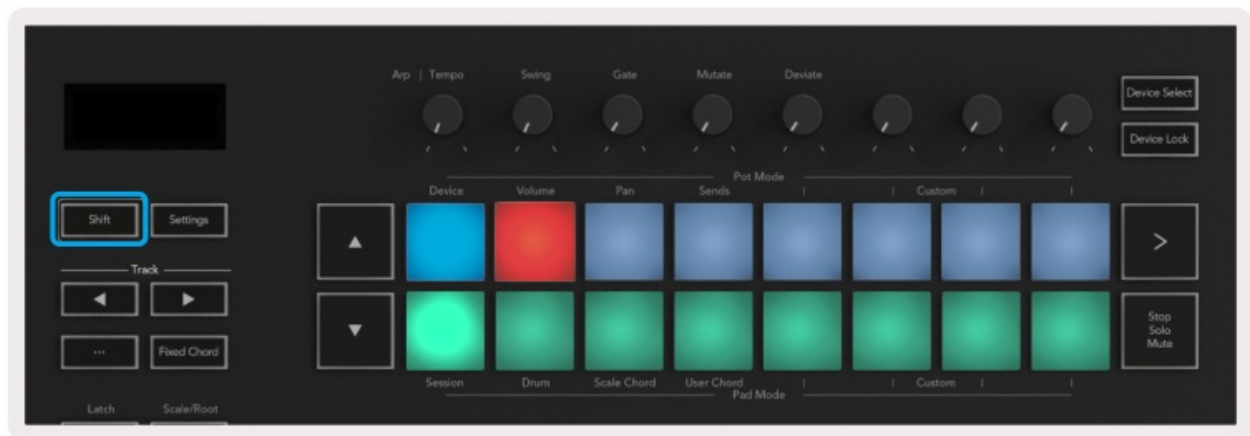 Arp | Tempo Swing Gate Mutate Deviate
Device Select
Device Lock
Pot Mode
Device Volume Pan Sends Custom
Shift Settings
Track
... Fixed Chord
Stop
Solo
Mute
Session Drum Scale Chord User Chord Custom
Pad Mode
Latch Scale/Root